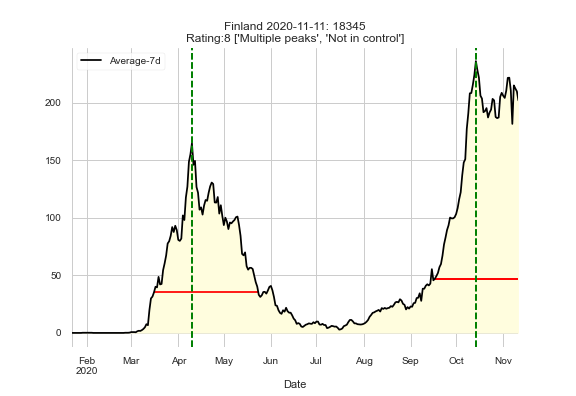 Finland 2020-11-11: 18345
Rating:8 ['Multiple peaks', 'Not in control']
Average-7d
200
150
100
50
0
Feb Mar Apr May Jun Jul Aug Sep Oct Nov
2020
Date